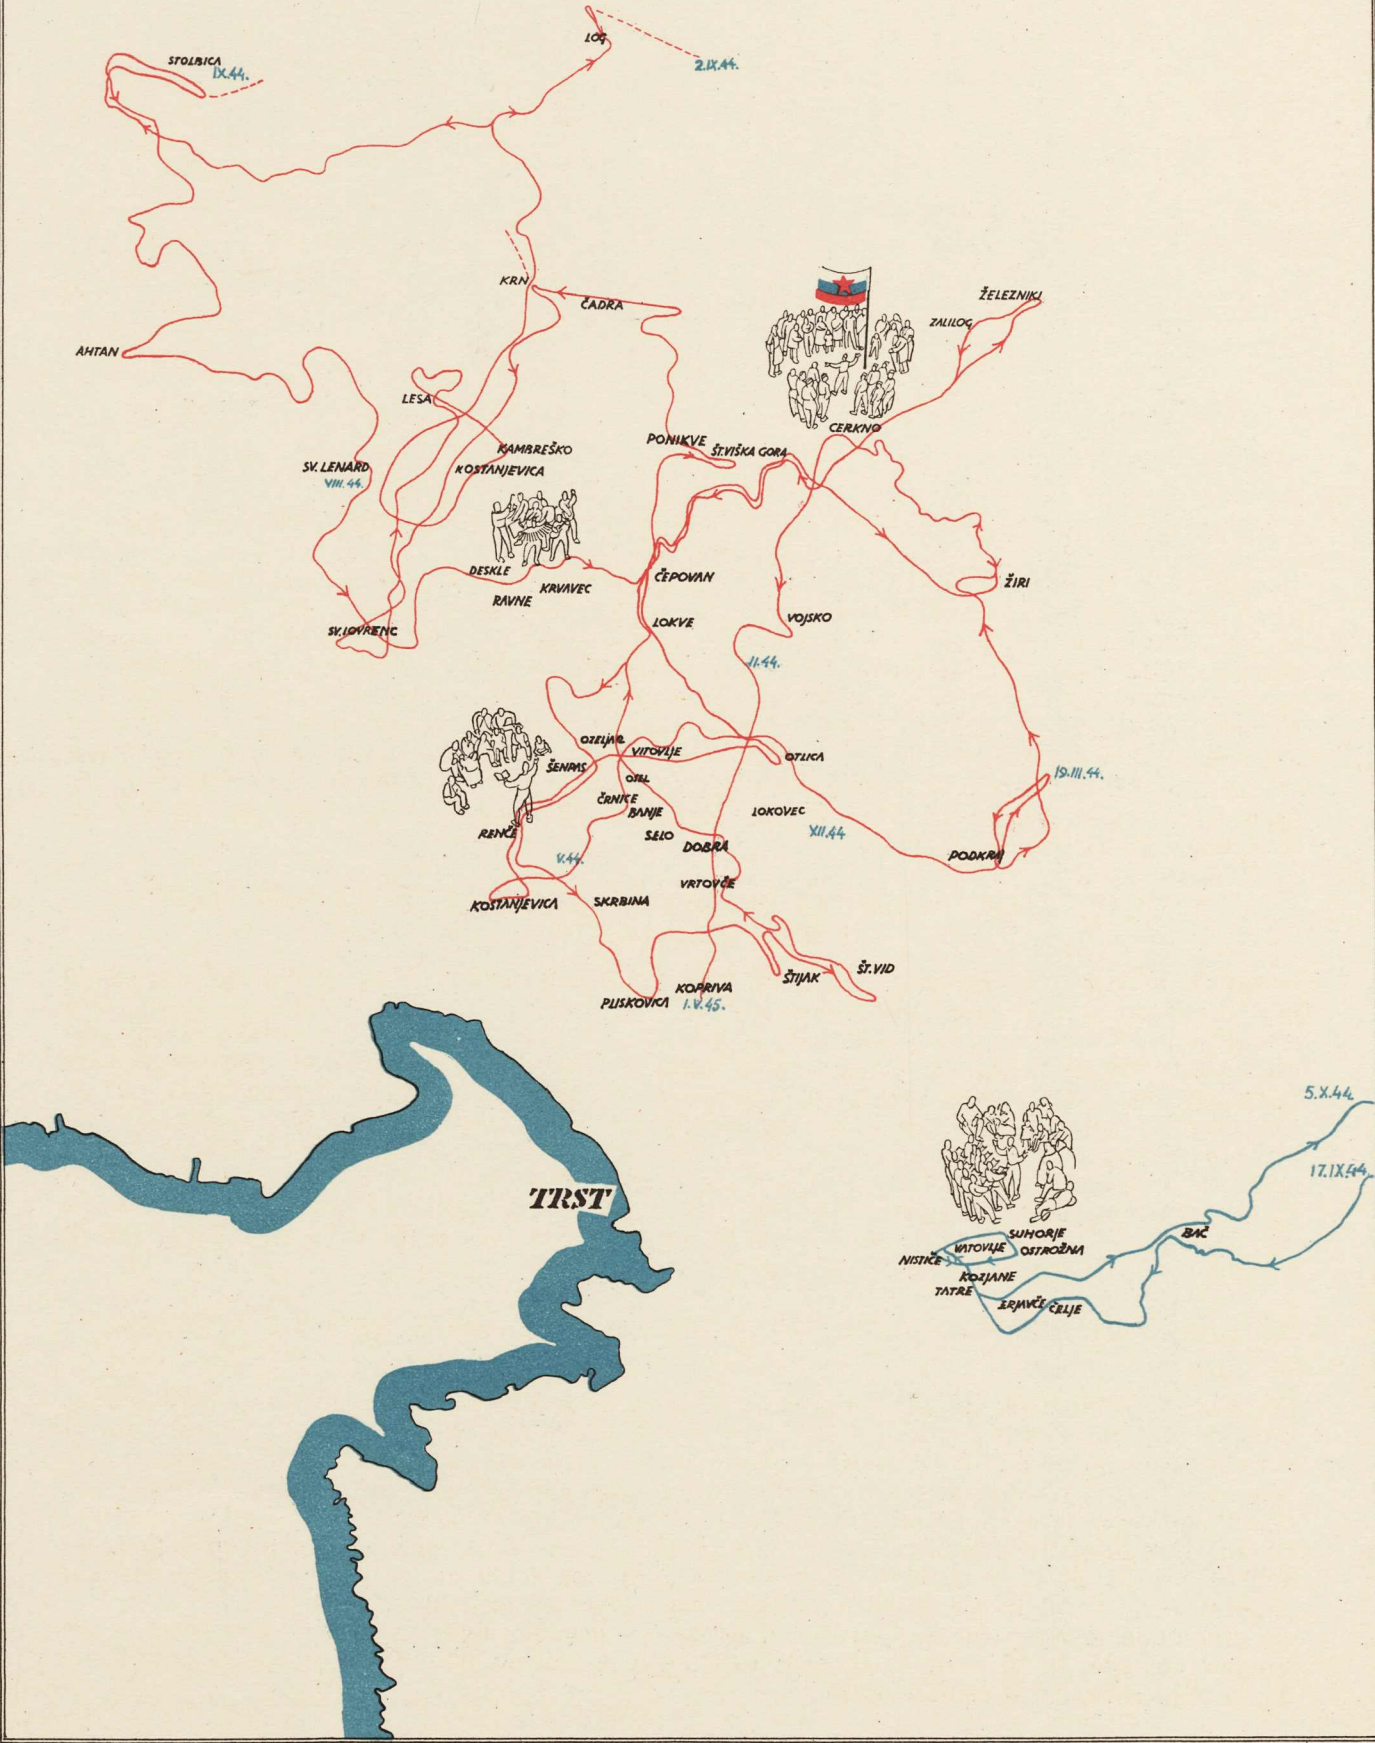 LOG
STOLBICA
IX.44.
2.IX.44.
KRN
ČADRA
ŽELEZNIKI
ZALILOG
AHTAN
LESA
CERKNO
PONIKVE
ŠT.VIŠKA GORA
KAMBREŠKO
KOSTANJEVICA
SV. LENARD
VIII.44.
DESKLE
KRVAVEC
RAVNE
ČEPOVAN
ŽIRI
LOKVE
VOJSKO
SV. LOVRENC
II.44.
OZELJAN
VITOVLJE
OTLICA
ŠENPAS
OSEL
19.III.44.
ČRNICE
BANJE
LOKOVEC
RENČE
SELO
XII.44
DOBRA
V.44.
PODKRAJ
VRTOVČE
KOSTANJEVICA
SKRBINA
ŠTIJAK
ŠT.VID
KOPRIVA
PLISKOVICA
1.V.45.
5.X.44.
17.IX.44.
TRST
SUHORJE
BAČ
VATOVLJE
OSTROŽNA
NISTIČE
KOZJANE
TATRE
ERJAVČE
ČELJE